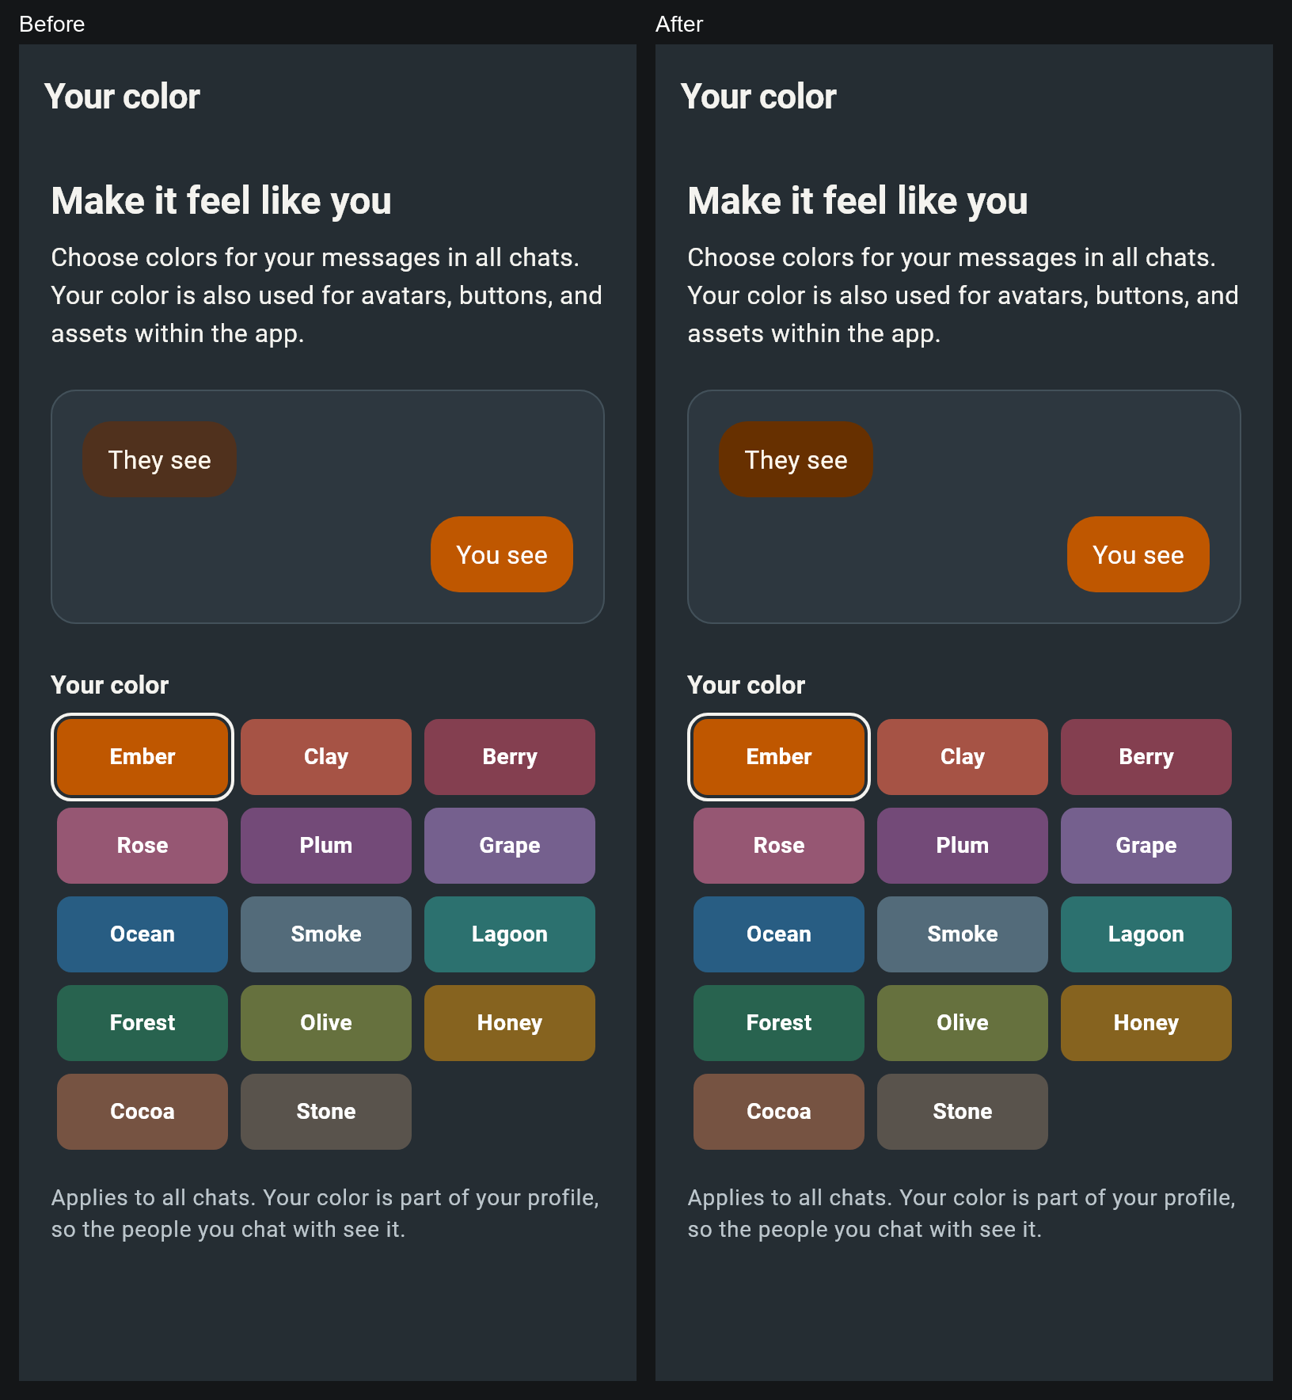 Before
Your color
Make it feel like you
Choose colors for your messages in all chats.
Your color is also used for avatars, buttons, and
assets within the app.
They see
You see
Your color
Ember Clay Berry
Rose Plum Grape
Ocean Smoke Lagoon
Forest Olive Honey
Cocoa Stone
Applies to all chats. Your color is part of your profile,
so the people you chat with see it.
After
Your color
Make it feel like you
Choose colors for your messages in all chats.
Your color is also used for avatars, buttons, and
assets within the app.
They see
You see
Your color
Ember Clay Berry
Rose Plum Grape
Ocean Smoke Lagoon
Forest Olive Honey
Cocoa Stone
Applies to all chats. Your color is part of your profile,
so the people you chat with see it.